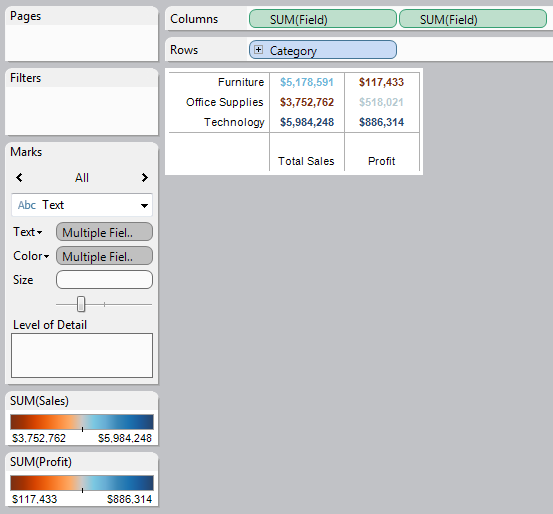 Pages
Filters
Marks
All
Abc Text
Text Multiple Fiel..
Color Multiple Fiel..
Size
Level of Detail
SUM(Sales)
$3,752,762 $5,984,248
SUM(Profit)
$117,433 $886,314
Columns SUM(Field) SUM(Field)
Rows Category
Furniture $5,178,591 $117,433
Office Supplies $3,752,762 $518,021
Technology $5,984,248 $886,314
Total Sales Profit